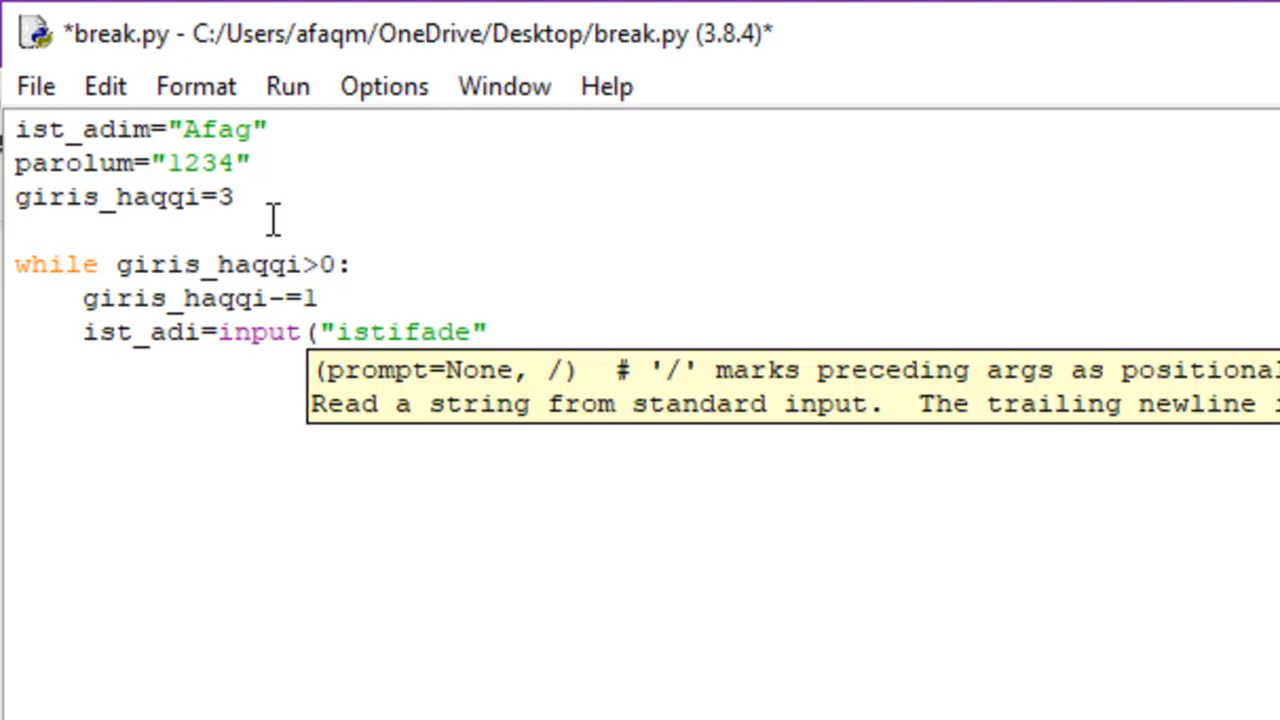 *break.py - C:/Users/afaqm/OneDrive/Desktop/break.py (3.8.4)*
File Edit Format Run Options Window Help
ist_adim="Afag"
parolum="1234"
giris_haqqi=3
while giris_haqqi>0:
    giris_haqqi-=1
    ist_adi=input("istifade"
(prompt=None, /)  # '/' marks preceding args as positional
Read a string from standard input.  The trailing newline